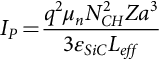 I_P = \frac{q^2 \mu_n N_{CH}^2 Z a^3}{3 \varepsilon_{SiC} L_{eff}}